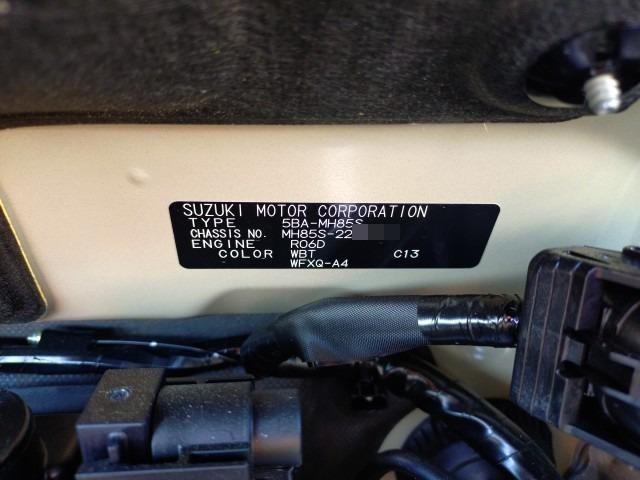 SUZUKI MOTOR CORPORATION
TYPE 5BA-MH85S
CHASSIS NO. MH85S-22
ENGINE R06D
COLOR WBT C13
WFXQ-A4